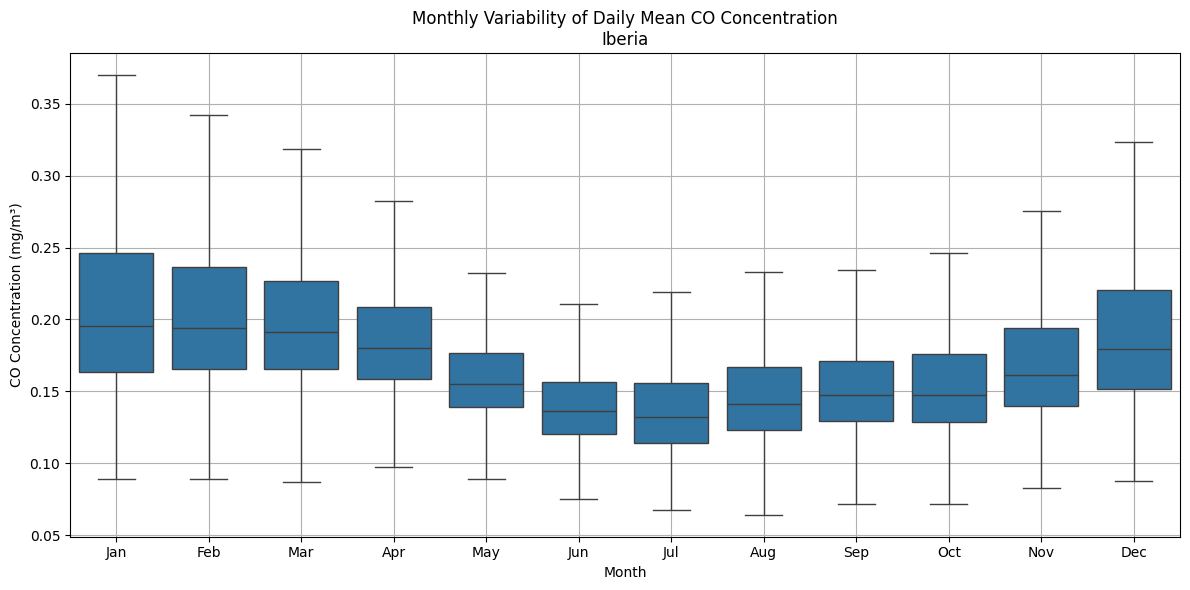 Monthly Variability of Daily Mean CO Concentration
Iberia
CO Concentration (mg/m³)
0.35
0.30
0.25
0.20
0.15
0.10
0.05
Jan Feb Mar Apr May Jun Jul Aug Sep Oct Nov Dec
Month